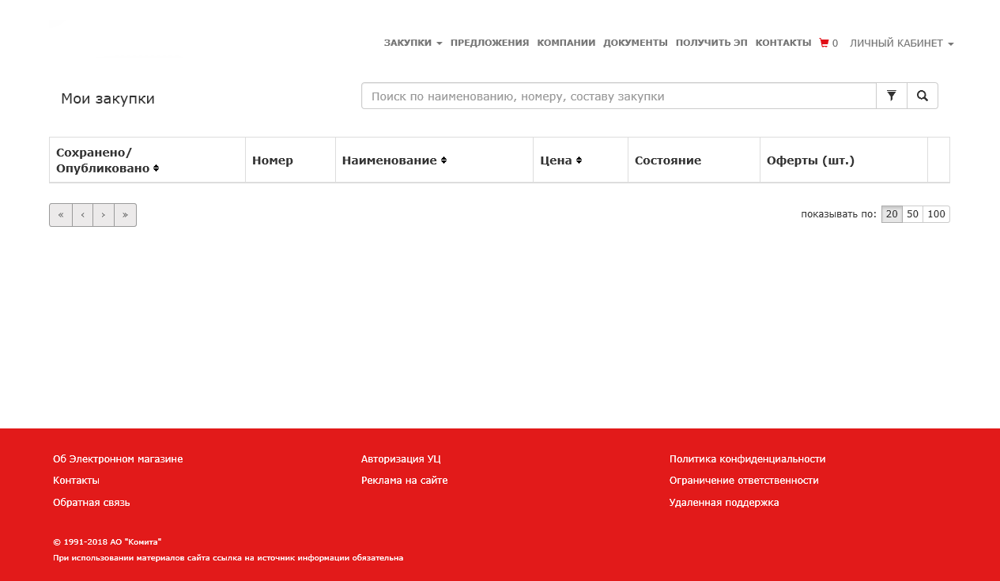 ЗАКУПКИ ПРЕДЛОЖЕНИЯ КОМПАНИИ ДОКУМЕНТЫ ПОЛУЧИТЬ ЭП КОНТАКТЫ 0 ЛИЧНЫЙ КАБИНЕТ
Мои закупки
Поиск по наименованию, номеру, составу закупки
Сохранено/
Опубликовано
Номер
Наименование
Цена
Состояние
Оферты (шт.)
« ‹ › »
показывать по: 20 50 100
Об Электронном магазине
Контакты
Обратная связь
Авторизация УЦ
Реклама на сайте
Политика конфиденциальности
Ограничение ответственности
Удаленная поддержка
© 1991-2018 АО "Комита"
При использовании материалов сайта ссылка на источник информации обязательна